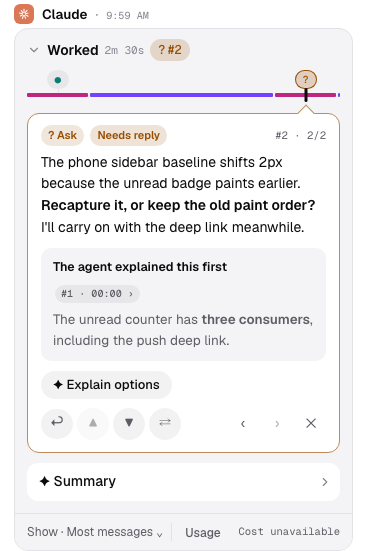 Claude · 9:59 AM
Worked 2m 30s ? #2
?
? Ask Needs reply #2 · 2/2
The phone sidebar baseline shifts 2px
because the unread badge paints earlier.
Recapture it, or keep the old paint order?
I'll carry on with the deep link meanwhile.
The agent explained this first
#1 · 00:00 ›
The unread counter has three consumers,
including the push deep link.
✦ Explain options
✦ Summary
Show · Most messages Usage Cost unavailable